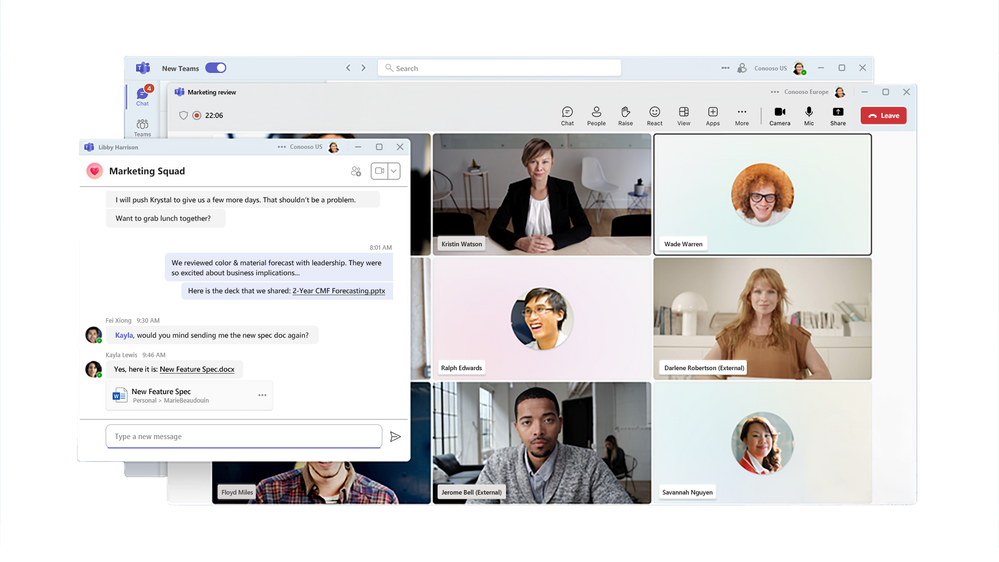 New Teams
Search
Conooso US
4
Chat
Teams
Marketing review
Conooso Europe
22:06
Chat
People
Raise
React
View
Apps
More
Camera
Mic
Share
Leave
Libby Harrison
Conooso US
Marketing Squad
I will push Krystal to give us a few more days. That shouldn't be a problem.
Want to grab lunch together?
8:01 AM
We reviewed color & material forecast with leadership. They were
so excited about business implications...
Here is the deck that we shared: 2-Year CMF Forecasting.pptx
Fei Xiong 9:30 AM
Kayla, would you mind sending me the new spec doc again?
Kayla Lewis 9:46 AM
Yes, here it is: New Feature Spec.docx
New Feature Spec
Personal > MarieBeaudouin
Type a new message
Kristin Watson
Wade Warren
Ralph Edwards
Darlene Robertson (External)
Floyd Miles
Jerome Bell (External)
Savannah Nguyen